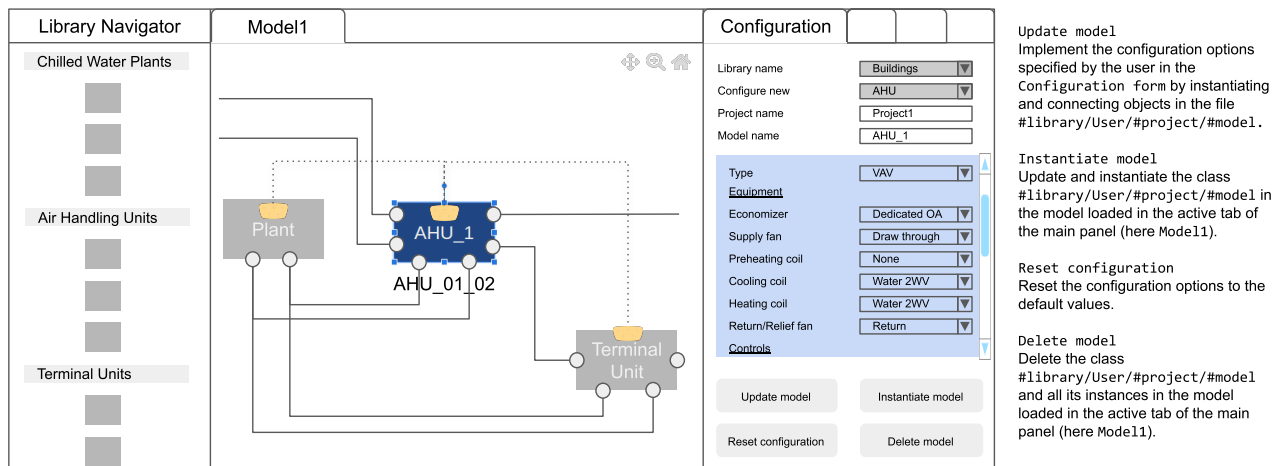 Library Navigator
Chilled Water Plants
Air Handling Units
Terminal Units
Model1
Plant
AHU_1
AHU_01_02
Terminal
Unit
Configuration
Library name Buildings
Configure new AHU
Project name Project1
Model name AHU_1
Type VAV
Equipment
Economizer Dedicated OA
Supply fan Draw through
Preheating coil None
Cooling coil Water 2WV
Heating coil Water 2WV
Return/Relief fan Return
Controls
Update model Instantiate model
Reset configuration Delete model
Update model
Implement the configuration options
specified by the user in the
Configuration form by instantiating
and connecting objects in the file
#library/User/#project/#model.
Instantiate model
Update and instantiate the class
#library/User/#project/#model in
the model loaded in the active tab of
the main panel (here Model1).
Reset configuration
Reset the configuration options to the
default values.
Delete model
Delete the class
#library/User/#project/#model
and all its instances in the model
loaded in the active tab of the main
panel (here Model1).